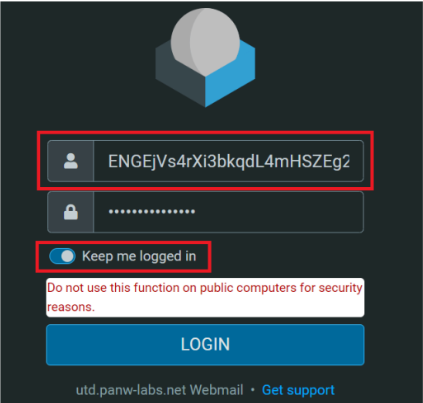 ENGEjVs4rXi3bkqdL4mHSZEg2
•••••••••••••••
Keep me logged in
Do not use this function on public computers for security
reasons.
LOGIN
utd.panw-labs.net Webmail • Get support